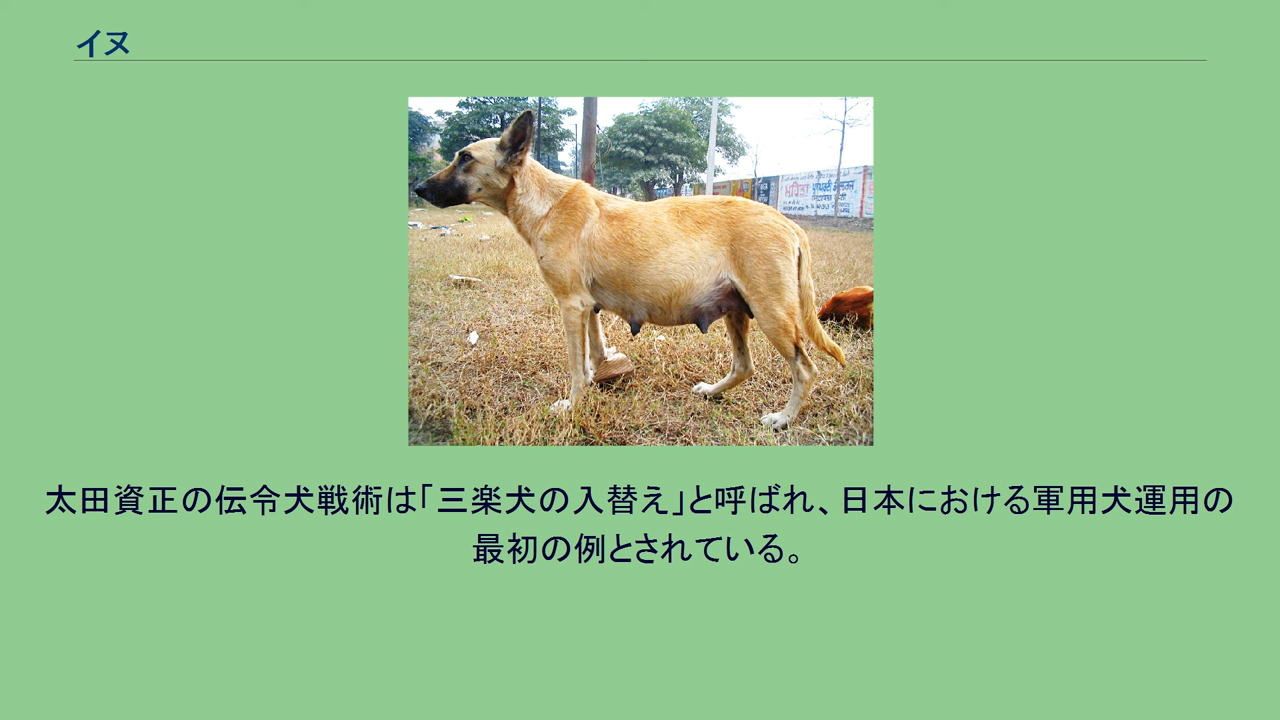 イヌ
太田資正の伝令犬戦術は「三楽犬の入替え」と呼ばれ、日本における軍用犬運用の
最初の例とされている。